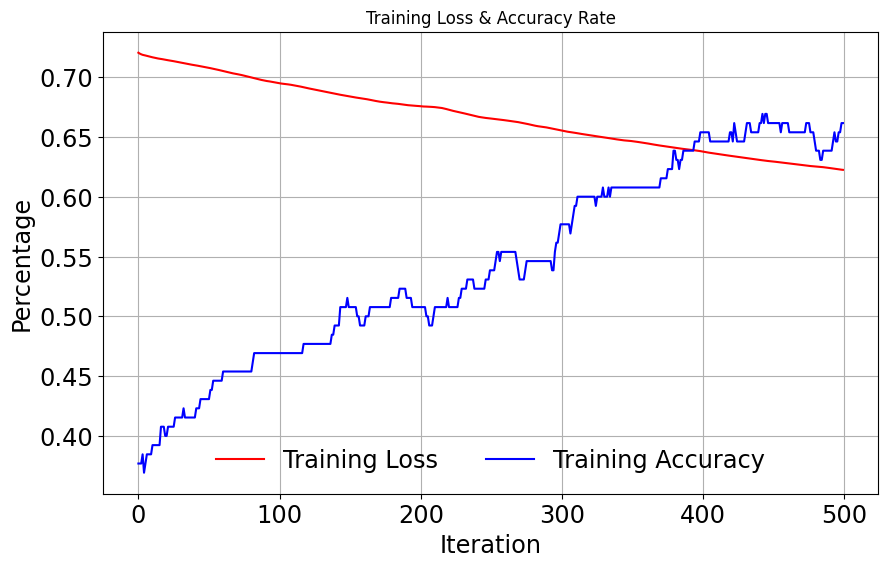 Training Loss & Accuracy Rate
Percentage
0.70
0.65
0.60
0.55
0.50
0.45
0.40
Training Loss
Training Accuracy
0
100
200
300
400
500
Iteration